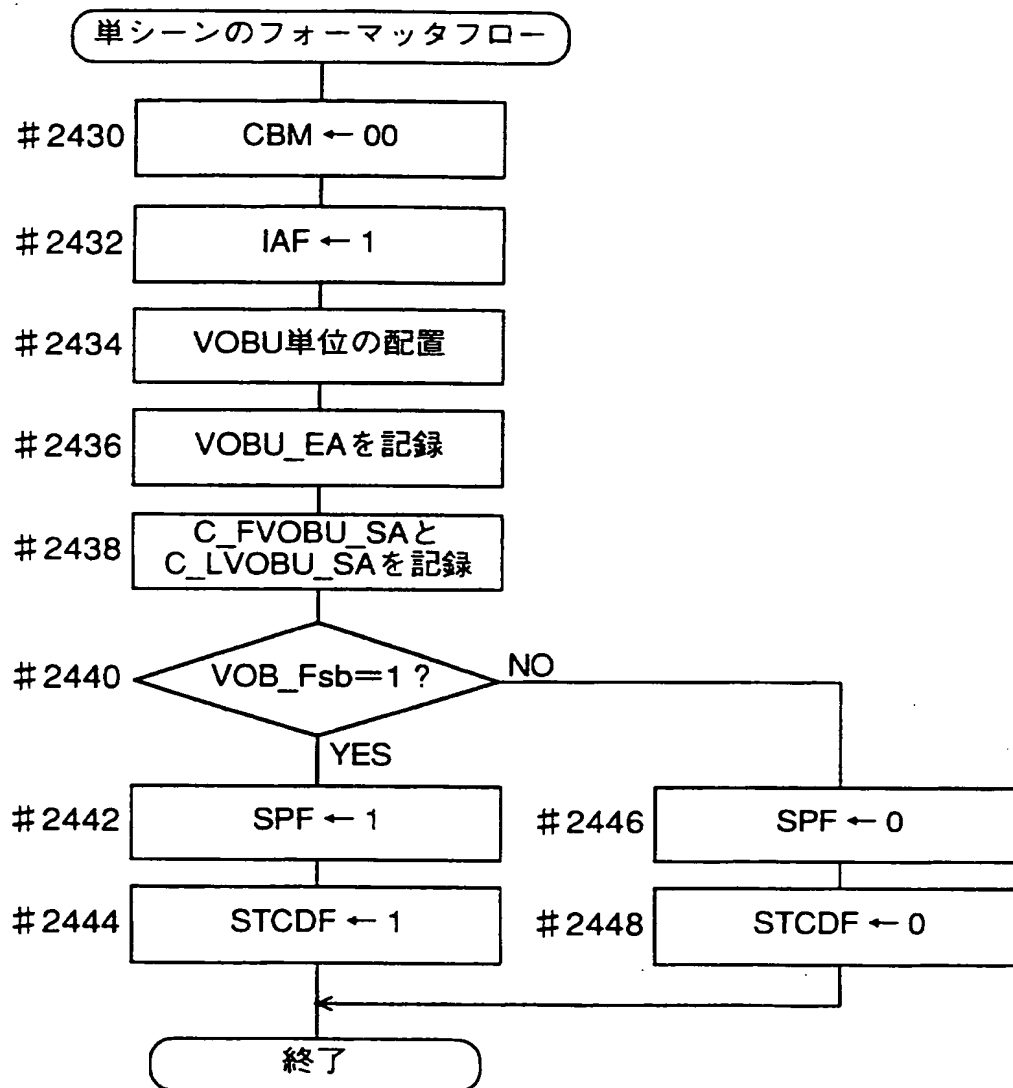 単シーンのフォーマッタフロー
#2430
CBM ← 00
#2432
IAF ← 1
#2434
VOBU単位の配置
#2436
VOBU_EAを記録
#2438
C_FVOBU_SAと
C_LVOBU_SAを記録
#2440
VOB_Fsb=1 ?
NO
YES
#2442
SPF ← 1
#2446
SPF ← 0
#2444
STCDF ← 1
#2448
STCDF ← 0
終了